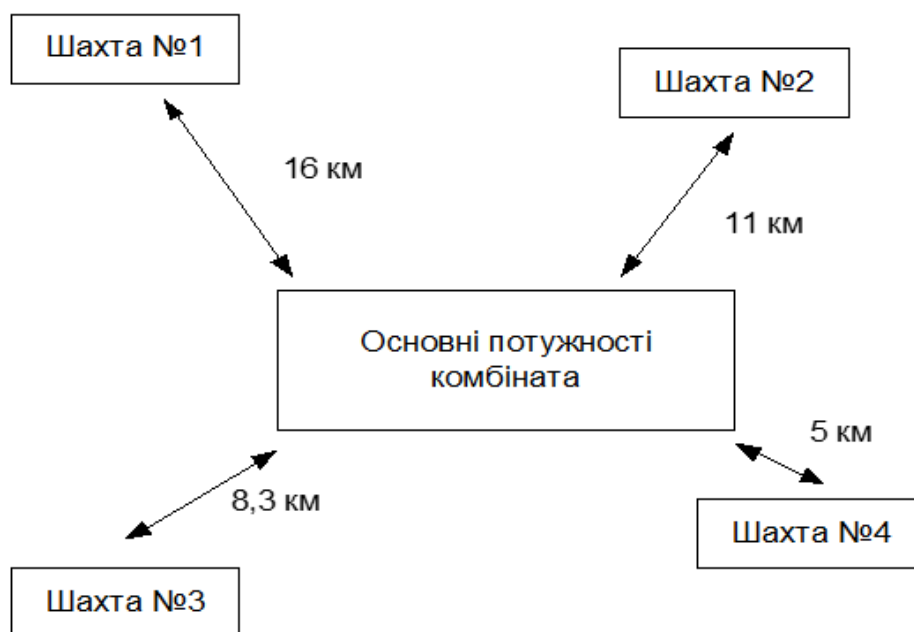 Шахта №1
Шахта №2
16 км
11 км
Основні потужності
комбіната
5 км
8,3 км
Шахта №4
Шахта №3